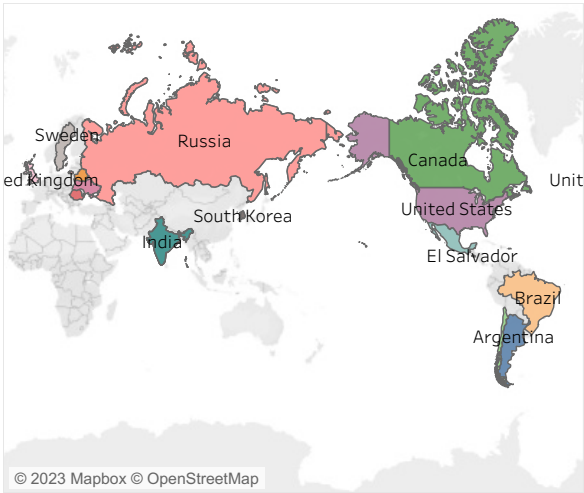 Sweden
Russia
Canada
ed Kingdom
Unit
United States
South Korea
India
El Salvador
Brazil
Argentina
© 2023 Mapbox © OpenStreetMap